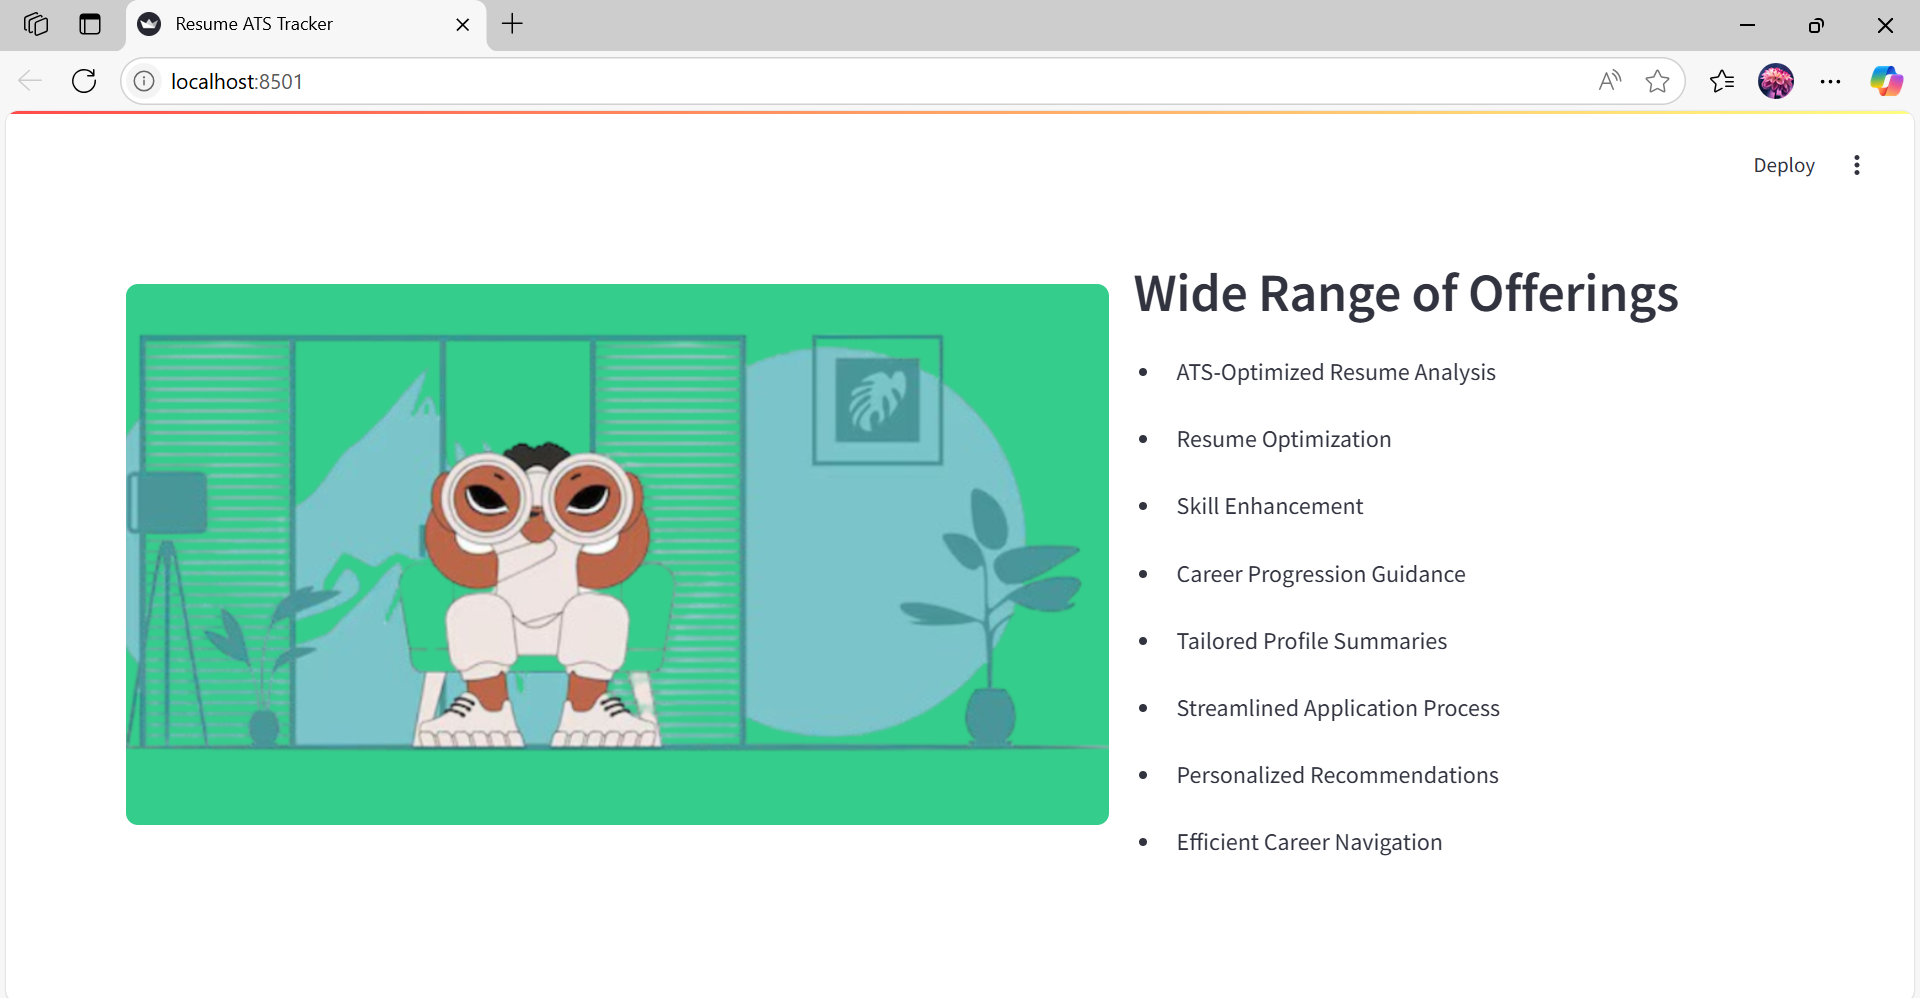 Resume ATS Tracker
localhost:8501
Deploy
Wide Range of Offerings
• ATS-Optimized Resume Analysis
• Resume Optimization
• Skill Enhancement
• Career Progression Guidance
• Tailored Profile Summaries
• Streamlined Application Process
• Personalized Recommendations
• Efficient Career Navigation